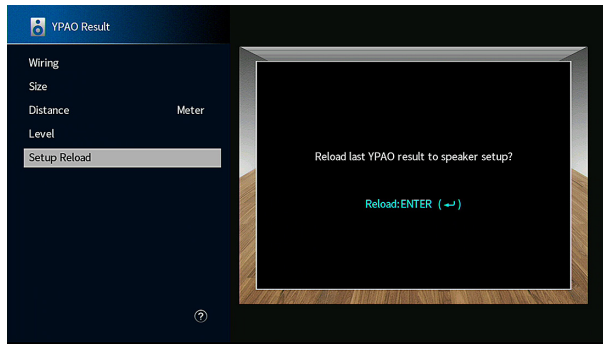 YPAO Result
Wiring
Size
Distance Meter
Level
Setup Reload
Reload last YPAO result to speaker setup?
Reload:ENTER (↵)
?